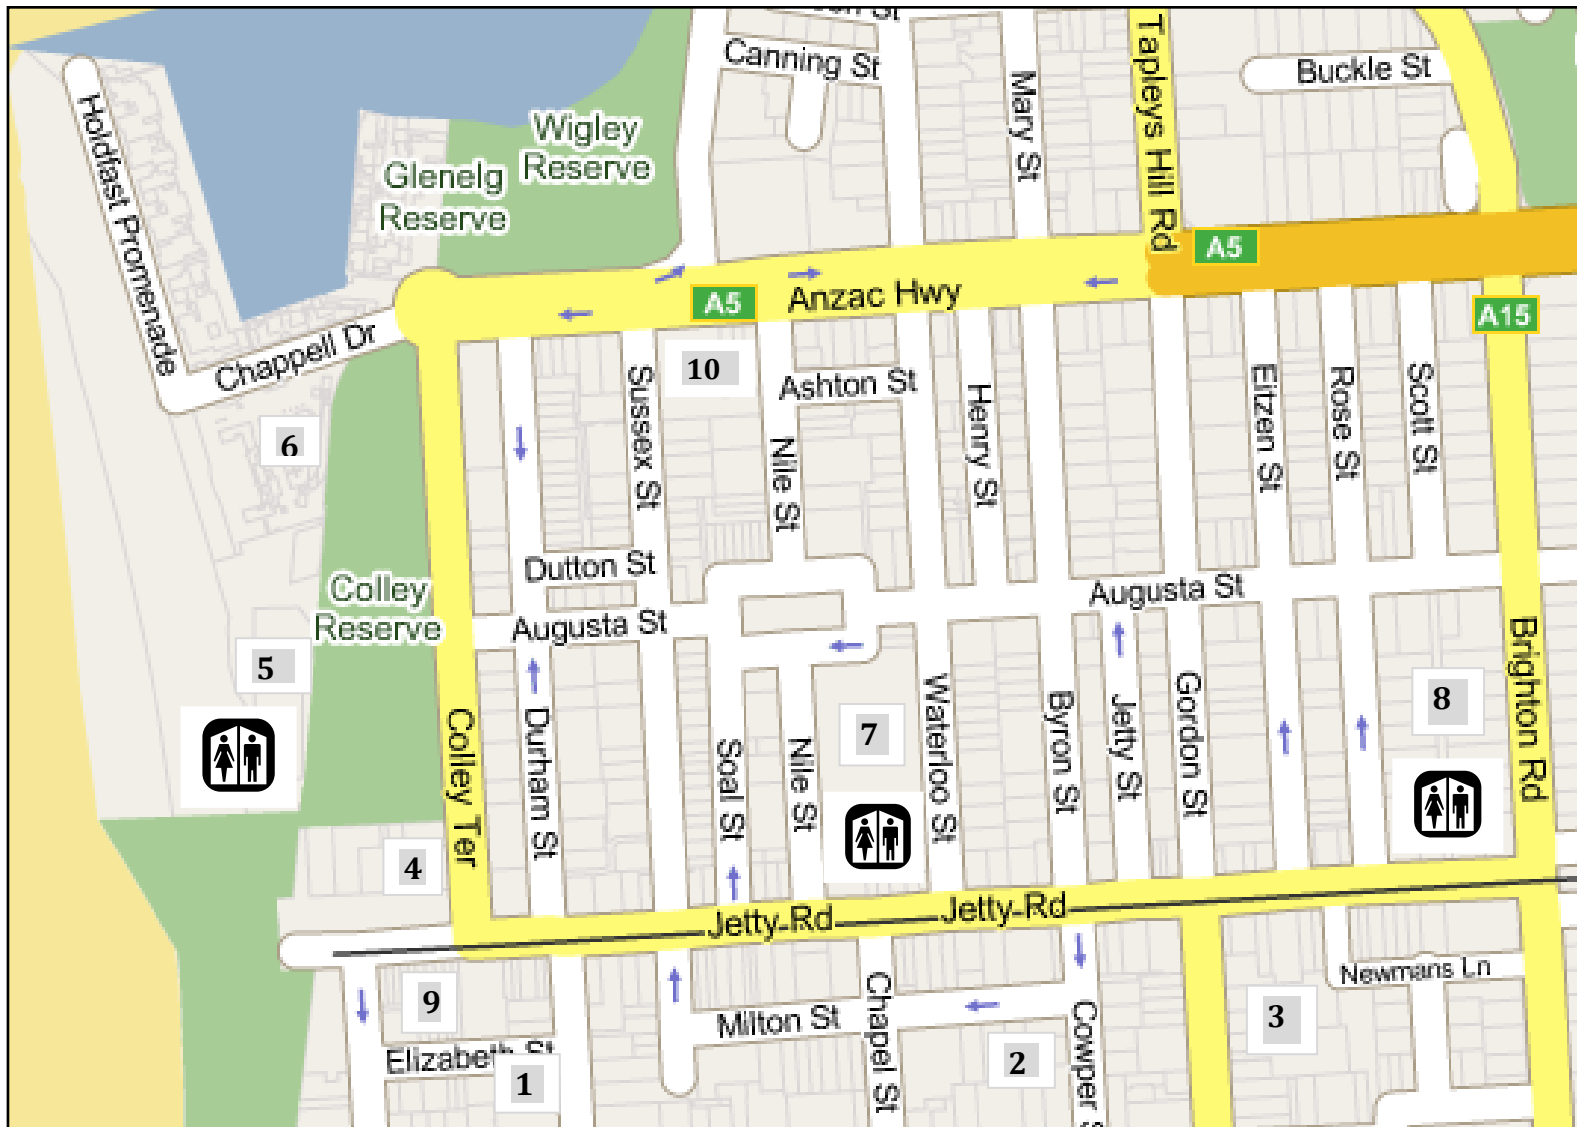 Canning St
Buckle St
Mary St
Tapleys Hill Rd
Holdfast Promenade
Wigley
Reserve
Glenelg
Reserve
A5
A5
Anzac Hwy
A15
Chappell Dr
10
Ashton St
Sussex St
Nile St
Henry St
Eitzen St
Rose St
Scott St
6
Dutton St
Colley
Reserve
Augusta St
Augusta St
5
Colley Ter
Durham St
Soal St
Nile St
7
Waterloo St
Byron St
Jetty St
Gordon St
8
Brighton Rd
4
Jetty Rd
Jetty Rd
9
Elizabeth St
1
Milton St
Chapel St
2
Cowper S
3
Newmans Ln